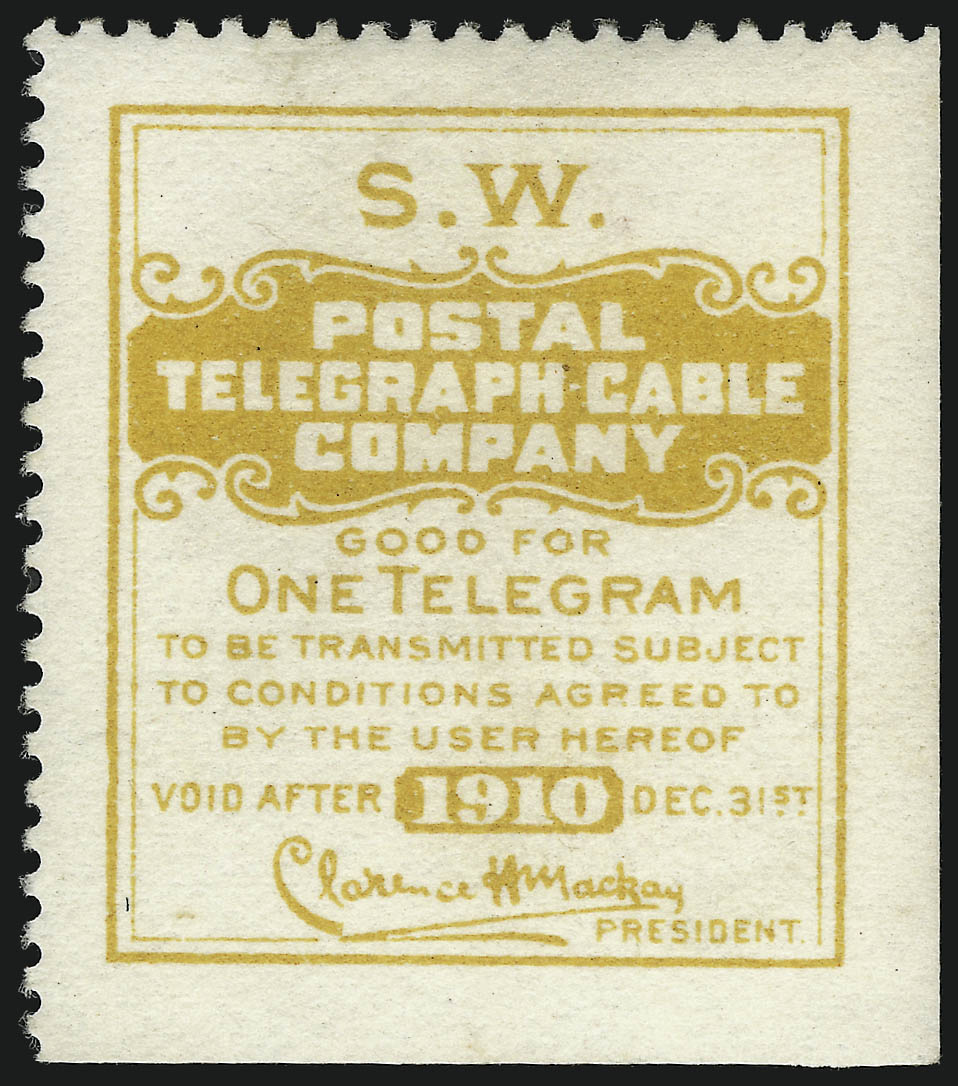 S.W.
POSTAL
TELEGRAPH-CABLE
COMPANY
GOOD FOR
ONE TELEGRAM
TO BE TRANSMITTED SUBJECT
TO CONDITIONS AGREED TO
BY THE USER HEREOF
VOID AFTER 1910 DEC. 31ST
Clarence H Mackay
PRESIDENT.